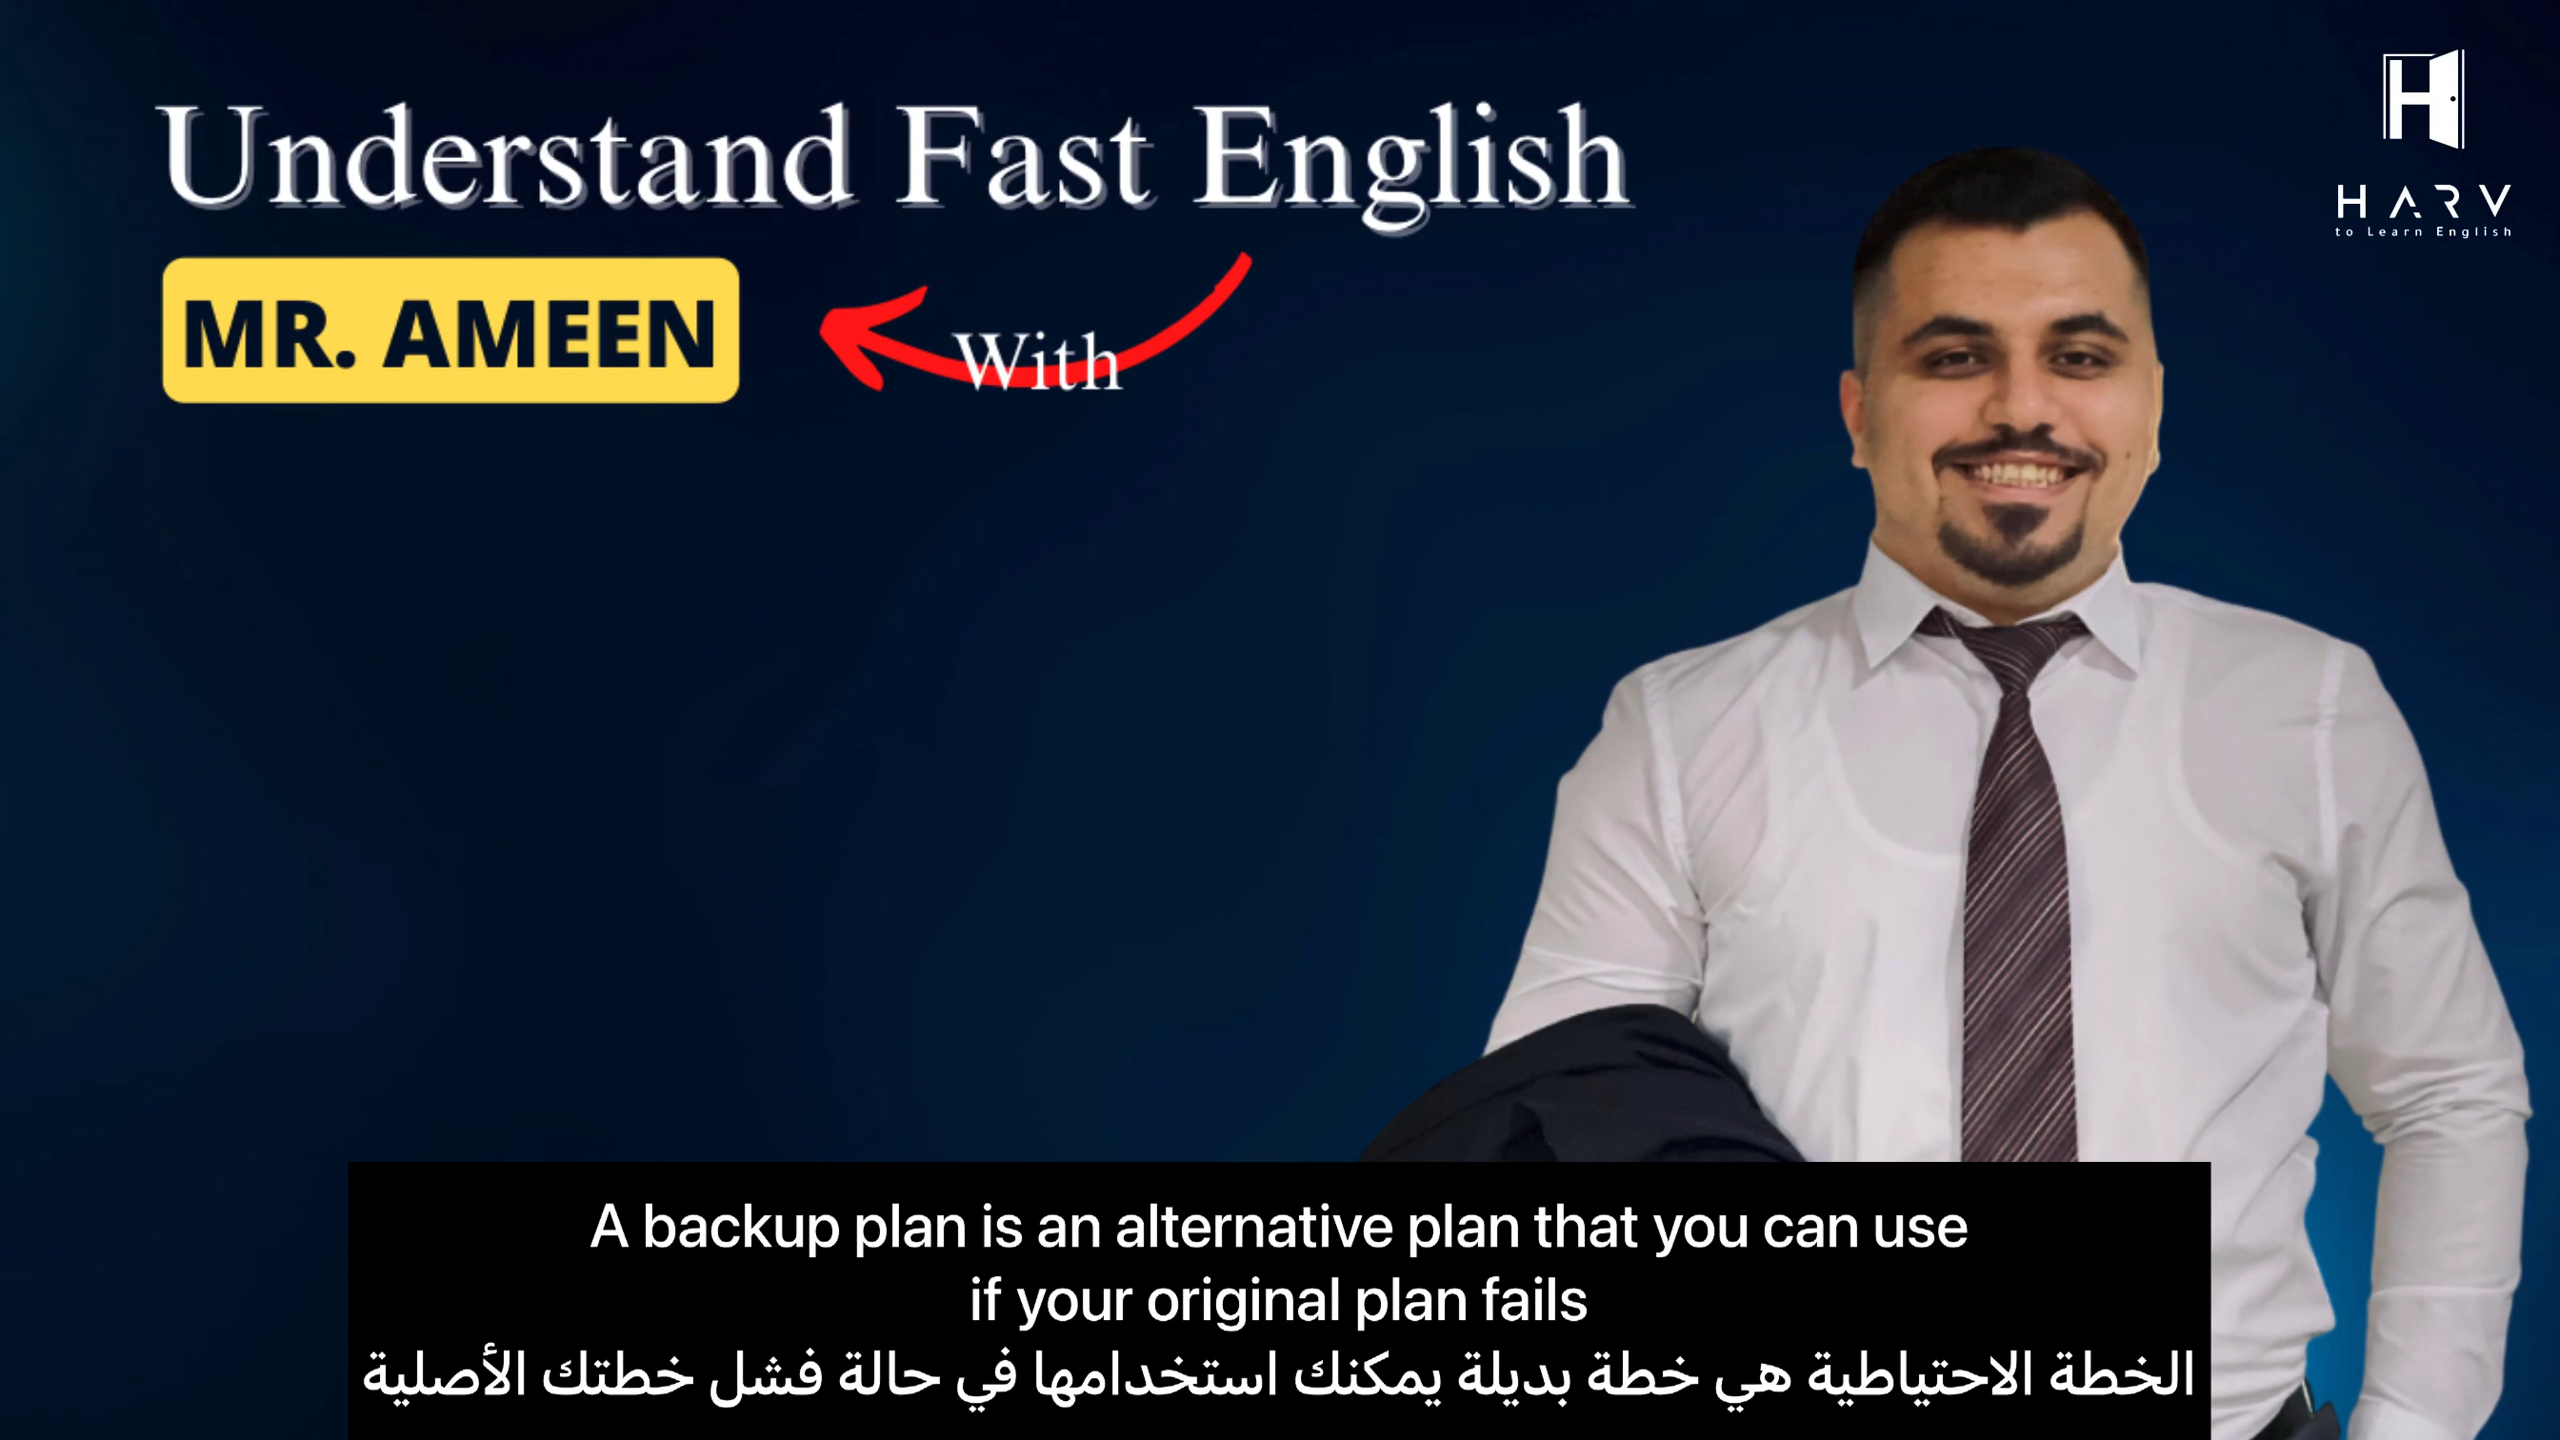 Understand Fast English
MR. AMEEN
With
H
HARV
to Learn English
A backup plan is an alternative plan that you can use
if your original plan fails
الخطة الاحتياطية هي خطة بديلة يمكنك استخدامها في حالة فشل خطتك الأصلية